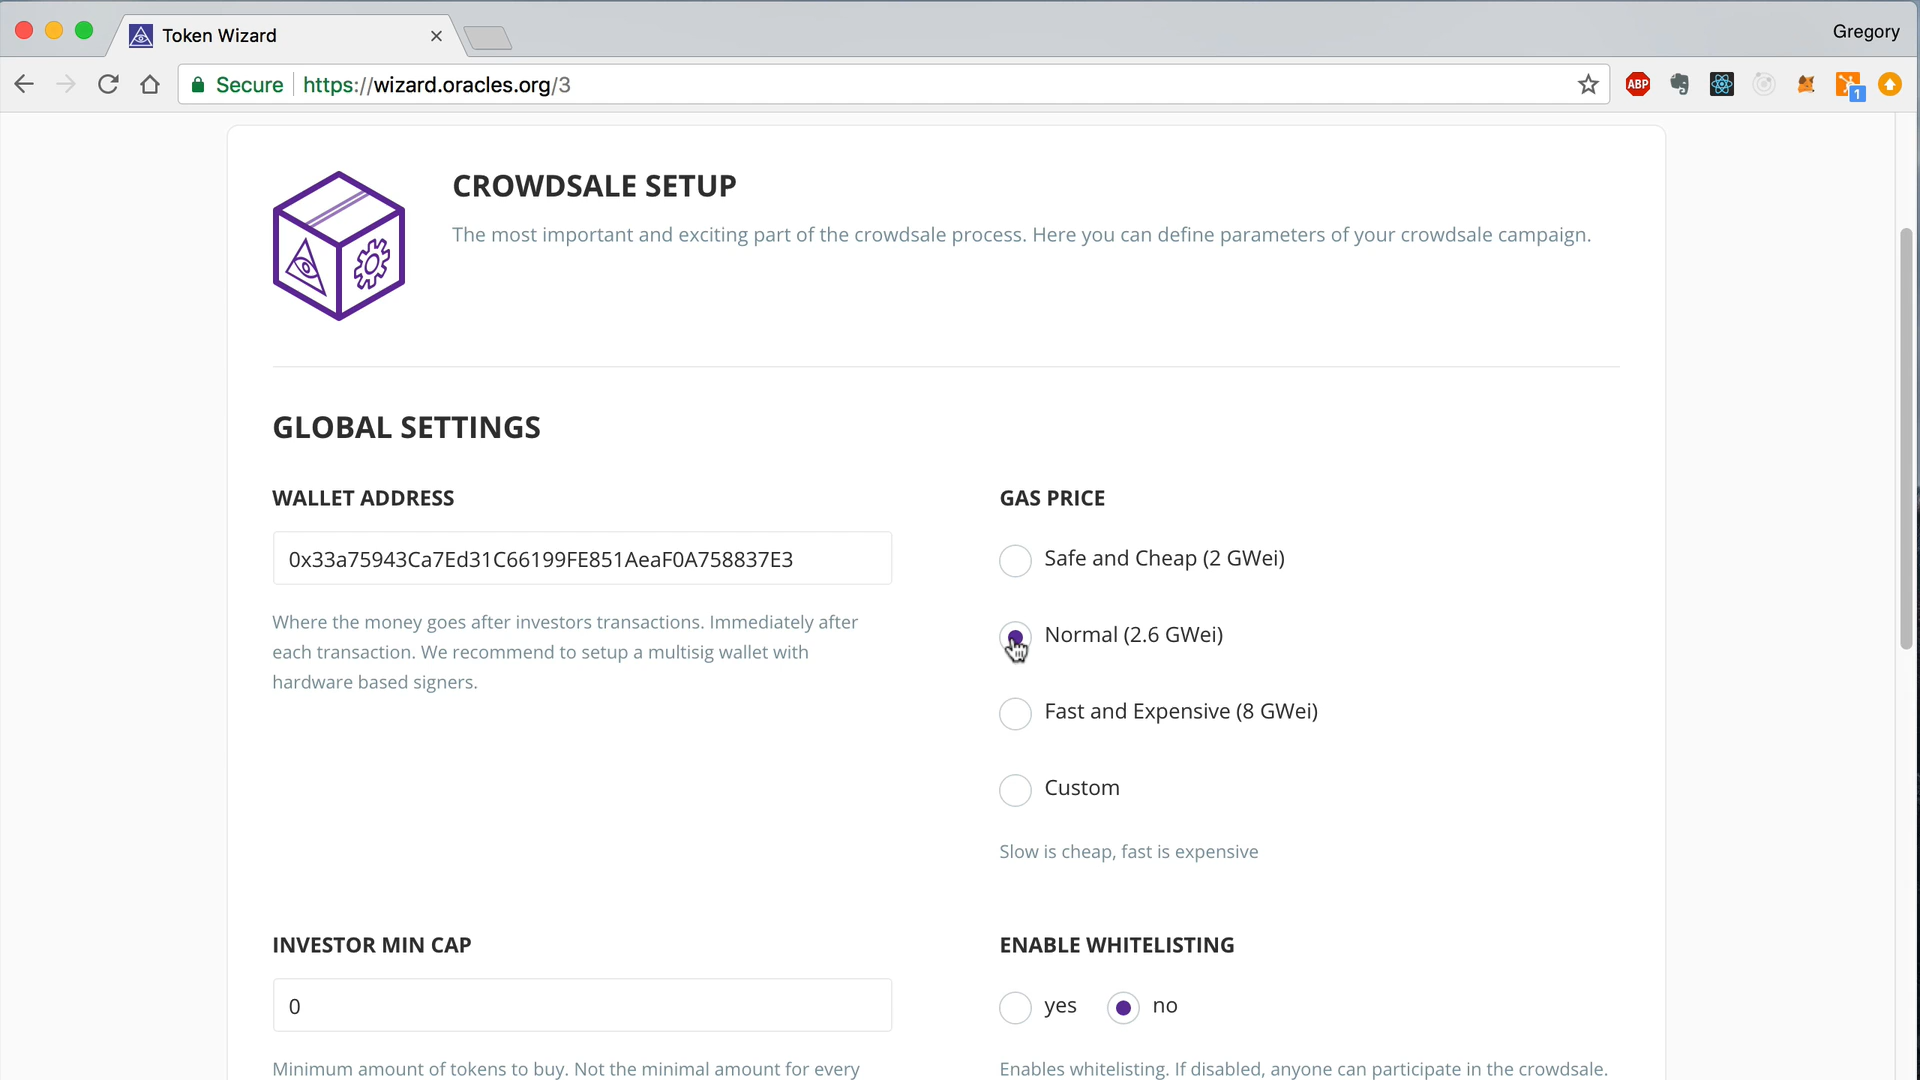 Token Wizard
Gregory
Secure https://wizard.oracles.org/3
ABP
1
CROWDSALE SETUP
The most important and exciting part of the crowdsale process. Here you can define parameters of your crowdsale campaign.
GLOBAL SETTINGS
WALLET ADDRESS
0x33a75943Ca7Ed31C66199FE851AeaF0A758837E3
Where the money goes after investors transactions. Immediately after
each transaction. We recommend to setup a multisig wallet with
hardware based signers.
GAS PRICE
Safe and Cheap (2 GWei)
Normal (2.6 GWei)
Fast and Expensive (8 GWei)
Custom
Slow is cheap, fast is expensive
INVESTOR MIN CAP
0
Minimum amount of tokens to buy. Not the minimal amount for every
ENABLE WHITELISTING
yes no
Enables whitelisting. If disabled, anyone can participate in the crowdsale.